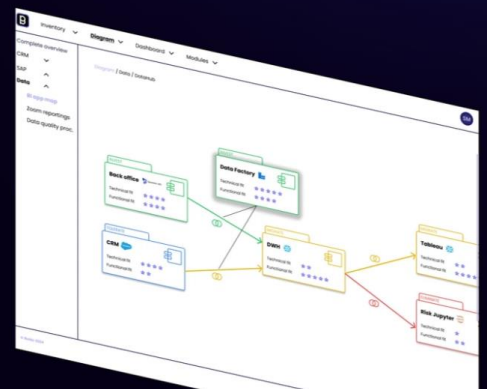 B
Inventory
Diagram
Dashboard
Modules
Complete overview
CRM
SAP
Data
BI app map
Zoom reportings
Data quality proc.
Diagram / Data / Datahub
SM
Back office
Technical fit
Functional fit
Data Factory
Technical fit
Functional fit
CRM
Technical fit
Functional fit
DWH
Technical fit
Functional fit
Tableau
Technical fit
Functional fit
Risk Jupyter
Technical fit
Functional fit